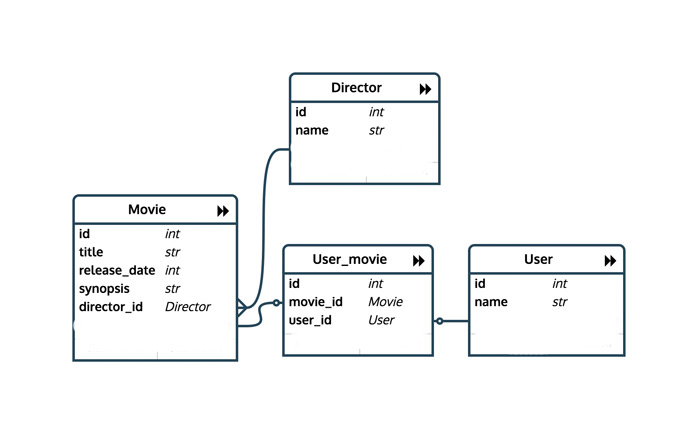 Director
id int
name str
Movie
id int
title str
release_date int
synopsis str
director_id Director
User_movie
id int
movie_id Movie
user_id User
User
id int
name str